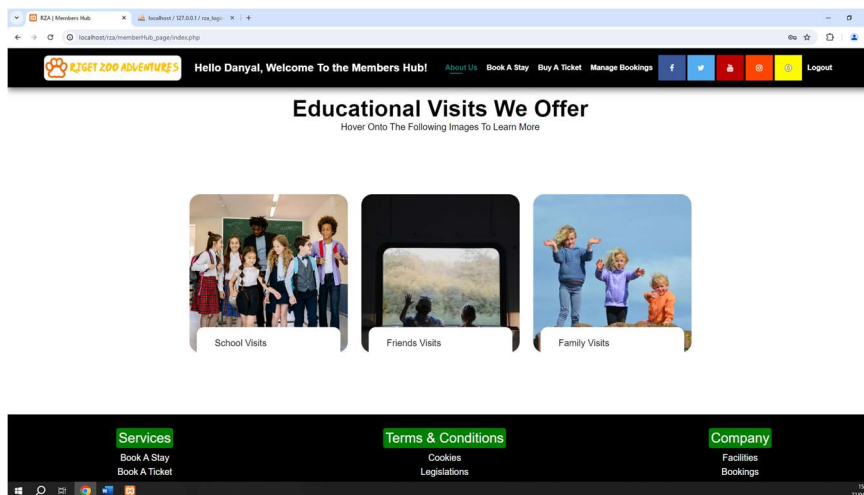 RZA | Members Hub
localhost / 127.0.0.1 / rza_login
localhost/rza/memberHub_page/index.php
RIGET ZOO ADVENTURES
Hello Danyal, Welcome To the Members Hub!
About Us
Book A Stay
Buy A Ticket
Manage Bookings
Logout
Educational Visits We Offer
Hover Onto The Following Images To Learn More
School Visits
Friends Visits
Family Visits
Services
Terms & Conditions
Company
Book A Stay
Cookies
Facilities
Book A Ticket
Legislations
Bookings